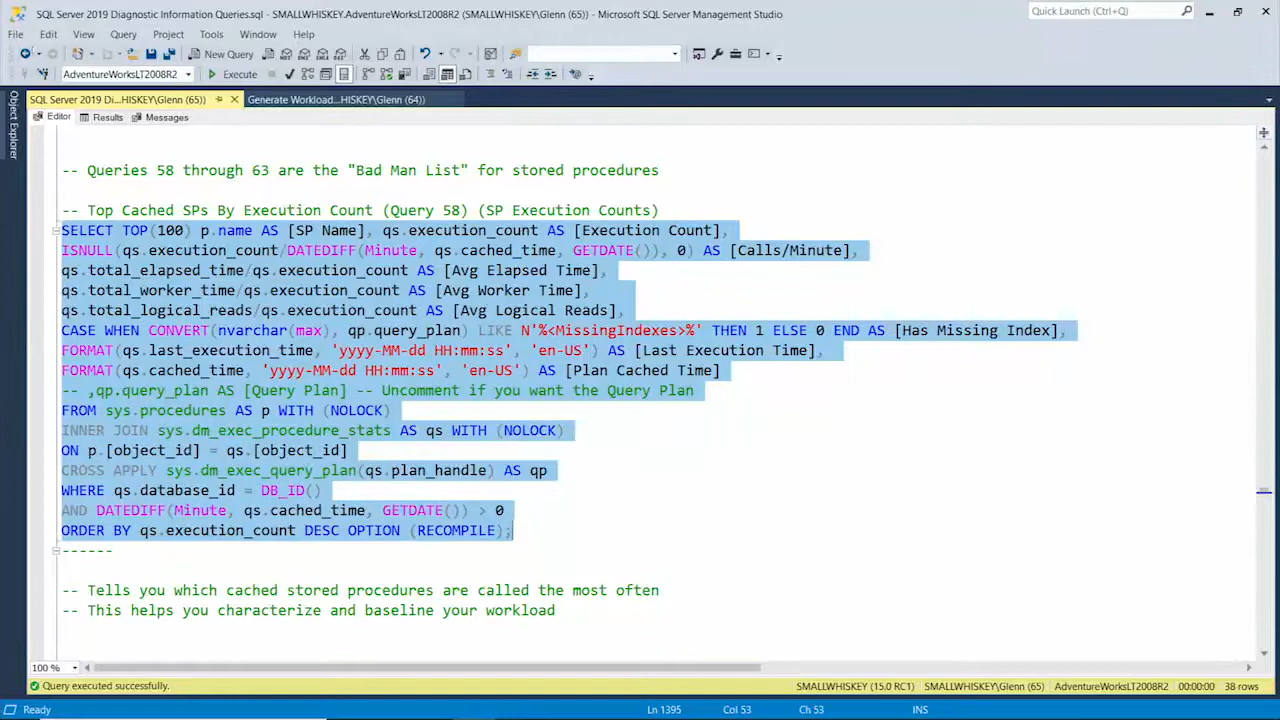 SQL Server 2019 Diagnostic Information Queries.sql - SMALLWHISKEY.AdventureWorksLT2008R2 (SMALLWHISKEY\Glenn (65)) - Microsoft SQL Server Management Studio
Quick Launch (Ctrl+Q)
File Edit View Query Project Tools Window Help
New Query
AdventureWorksLT2008R2
Execute
SQL Server 2019 Di...HISKEY\Glenn (65))
Generate Workload...HISKEY\Glenn (64))
Object Explorer
Editor Results Messages
-- Queries 58 through 63 are the "Bad Man List" for stored procedures
-- Top Cached SPs By Execution Count (Query 58) (SP Execution Counts)
SELECT TOP(100) p.name AS [SP Name], qs.execution_count AS [Execution Count],
ISNULL(qs.execution_count/DATEDIFF(Minute, qs.cached_time, GETDATE()), 0) AS [Calls/Minute],
qs.total_elapsed_time/qs.execution_count AS [Avg Elapsed Time],
qs.total_worker_time/qs.execution_count AS [Avg Worker Time],
qs.total_logical_reads/qs.execution_count AS [Avg Logical Reads],
CASE WHEN CONVERT(nvarchar(max), qp.query_plan) LIKE N'%<MissingIndexes>%' THEN 1 ELSE 0 END AS [Has Missing Index],
FORMAT(qs.last_execution_time, 'yyyy-MM-dd HH:mm:ss', 'en-US') AS [Last Execution Time],
FORMAT(qs.cached_time, 'yyyy-MM-dd HH:mm:ss', 'en-US') AS [Plan Cached Time]
-- ,qp.query_plan AS [Query Plan] -- Uncomment if you want the Query Plan
FROM sys.procedures AS p WITH (NOLOCK)
INNER JOIN sys.dm_exec_procedure_stats AS qs WITH (NOLOCK)
ON p.[object_id] = qs.[object_id]
CROSS APPLY sys.dm_exec_query_plan(qs.plan_handle) AS qp
WHERE qs.database_id = DB_ID()
AND DATEDIFF(Minute, qs.cached_time, GETDATE()) > 0
ORDER BY qs.execution_count DESC OPTION (RECOMPILE);
------
-- Tells you which cached stored procedures are called the most often
-- This helps you characterize and baseline your workload
100 %
Query executed successfully.
SMALLWHISKEY (15.0 RC1) SMALLWHISKEY\Glenn (65) AdventureWorksLT2008R2 00:00:00 38 rows
Ready Ln 1395 Col 53 Ch 53 INS